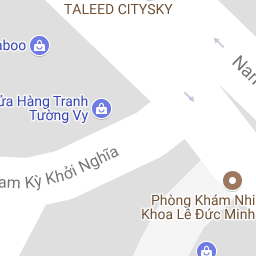 TALEED CITYSKY
aboo
ửa Hàng Tranh
Tường Vy
Nam
am Kỳ Khởi Nghĩa
Phòng Khám Nhi
Khoa Lê Đức Minh